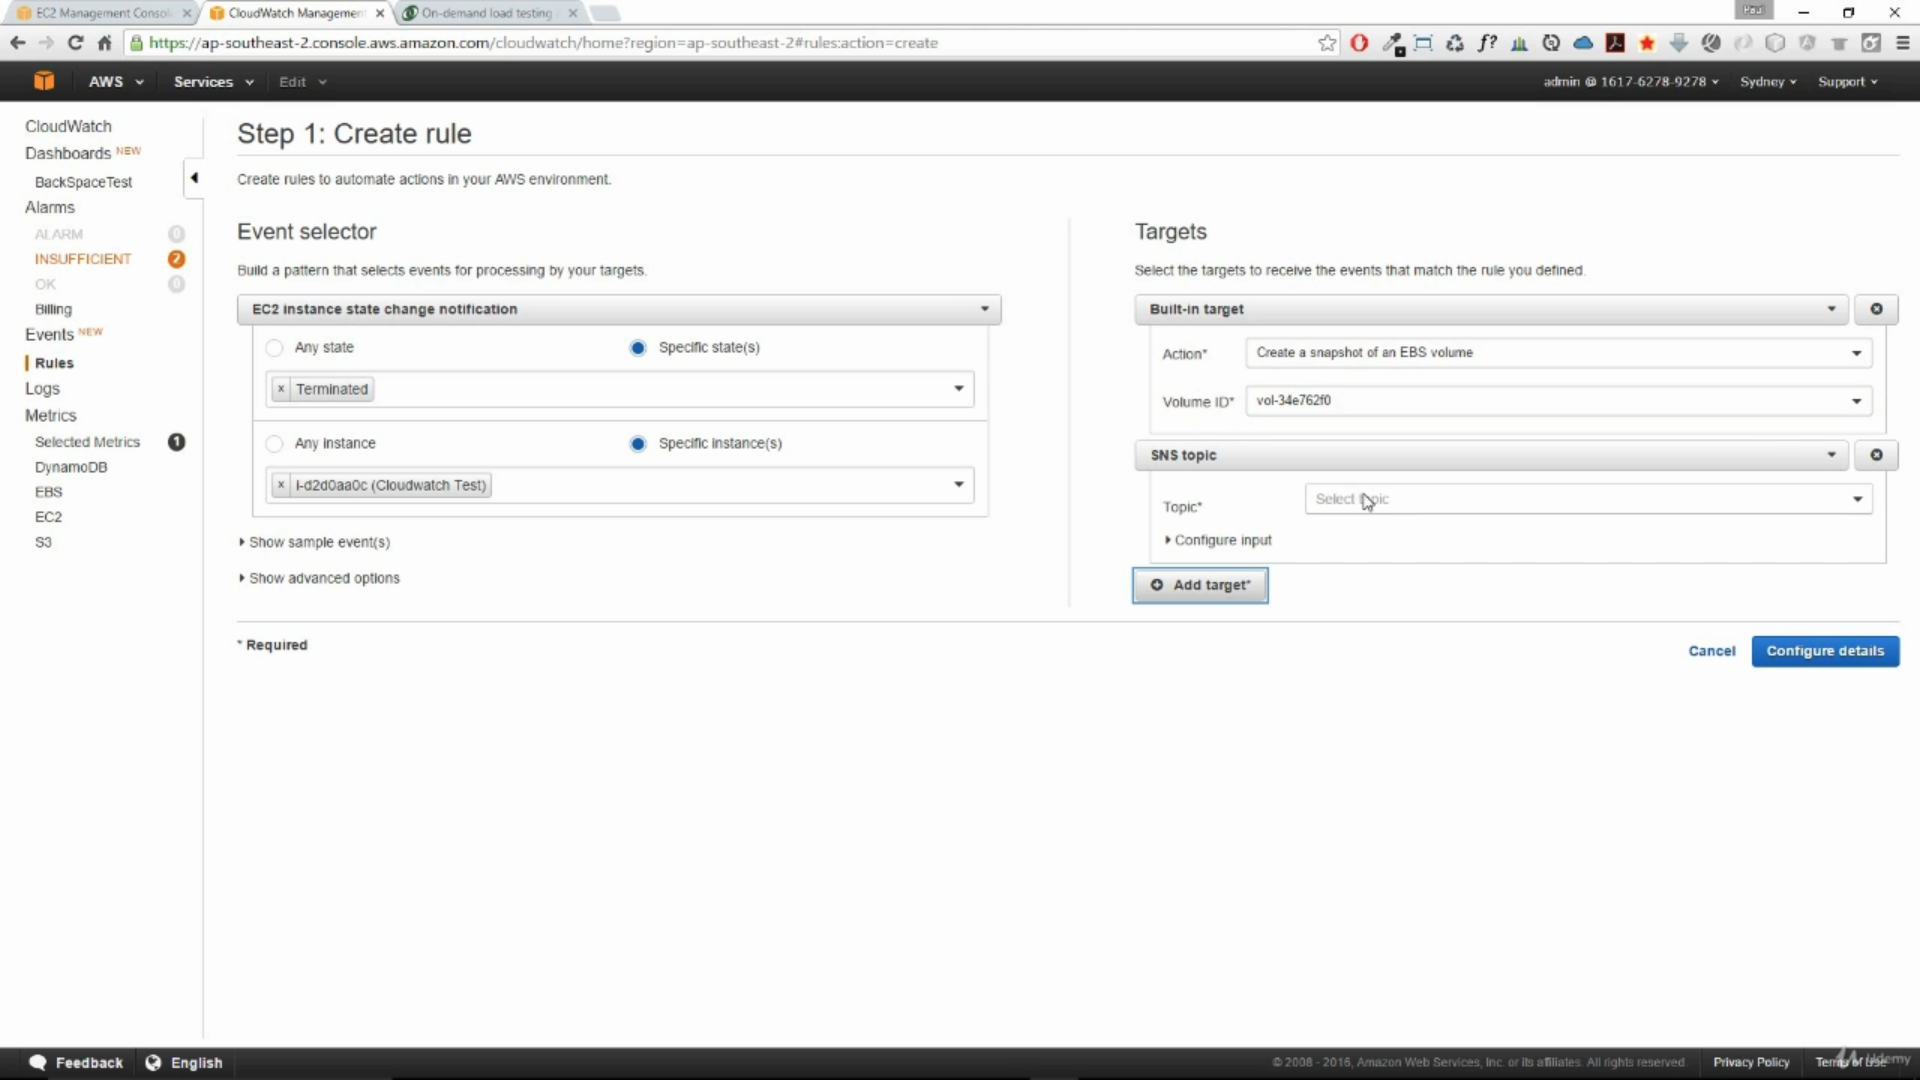 EC2 Management Consol
CloudWatch Management
On-demand load testing
Paul
https://ap-southeast-2.console.aws.amazon.com/cloudwatch/home?region=ap-southeast-2#rules:action=create
f?
AWS
Services
Edit
admin @ 1617-6278-9278
Sydney
Support
CloudWatch
Dashboards NEW
BackSpaceTest
Alarms
ALARM 0
INSUFFICIENT 2
OK 0
Billing
Events NEW
Rules
Logs
Metrics
Selected Metrics 1
DynamoDB
EBS
EC2
S3
Step 1: Create rule
Create rules to automate actions in your AWS environment.
Event selector
Build a pattern that selects events for processing by your targets.
EC2 instance state change notification
Any state
Specific state(s)
x Terminated
Any instance
Specific instance(s)
x i-d2d0aa0c (Cloudwatch Test)
Show sample event(s)
Show advanced options
* Required
Targets
Select the targets to receive the events that match the rule you defined.
Built-in target
Action* Create a snapshot of an EBS volume
Volume ID* vol-34e762f0
SNS topic
Topic* Select topic
Configure input
Add target*
Cancel
Configure details
Feedback
English
© 2008 - 2016, Amazon Web Services, Inc. or its affiliates. All rights reserved.
Privacy Policy
Terms of Use
Udemy